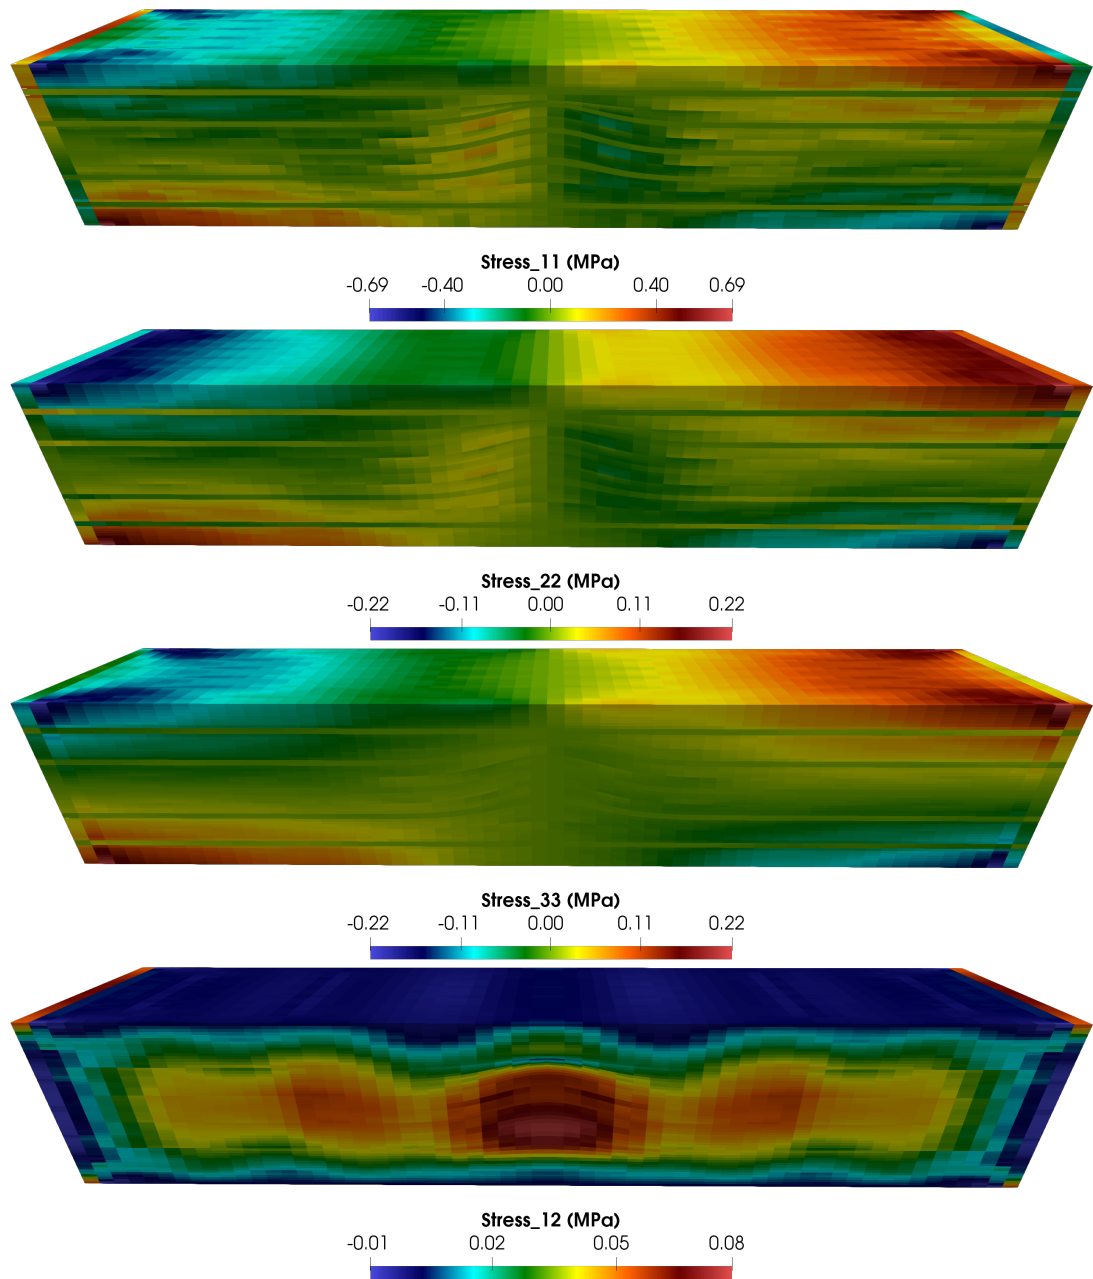 Stress_11 (MPa)
-0.69 -0.40 0.00 0.40 0.69
Stress_22 (MPa)
-0.22 -0.11 0.00 0.11 0.22
Stress_33 (MPa)
-0.22 -0.11 0.00 0.11 0.22
Stress_12 (MPa)
-0.01 0.02 0.05 0.08